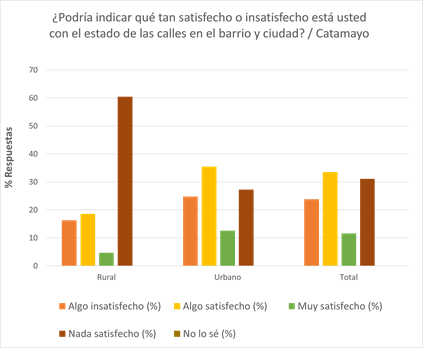 ¿Podría indicar qué tan satisfecho o insatisfecho está usted
con el estado de las calles en el barrio y ciudad? / Catamayo
% Respuestas
70
60
50
40
30
20
10
0
Rural
Urbano
Total
Algo insatisfecho (%)
Algo satisfecho (%)
Muy satisfecho (%)
Nada satisfecho (%)
No lo sé (%)